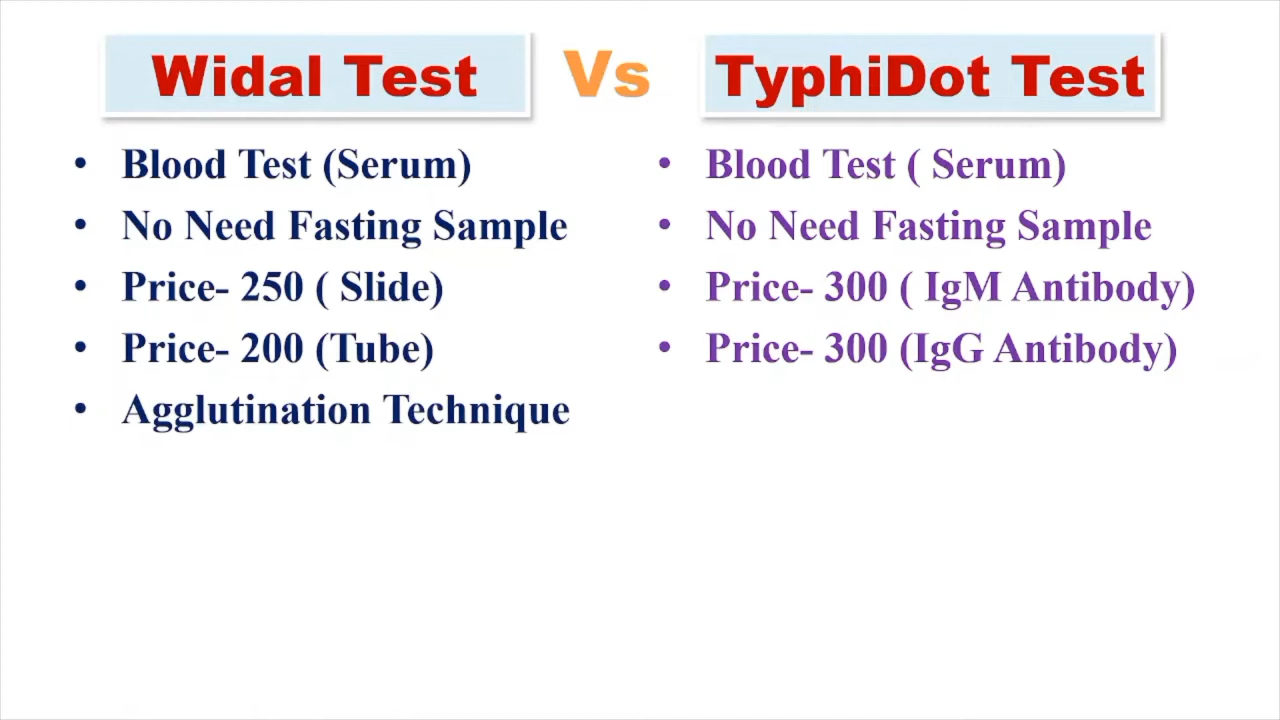 Widal Test Vs TyphiDot Test
• Blood Test (Serum)
• No Need Fasting Sample
• Price- 250 ( Slide)
• Price- 200 (Tube)
• Agglutination Technique
• Blood Test ( Serum)
• No Need Fasting Sample
• Price- 300 ( IgM Antibody)
• Price- 300 (IgG Antibody)